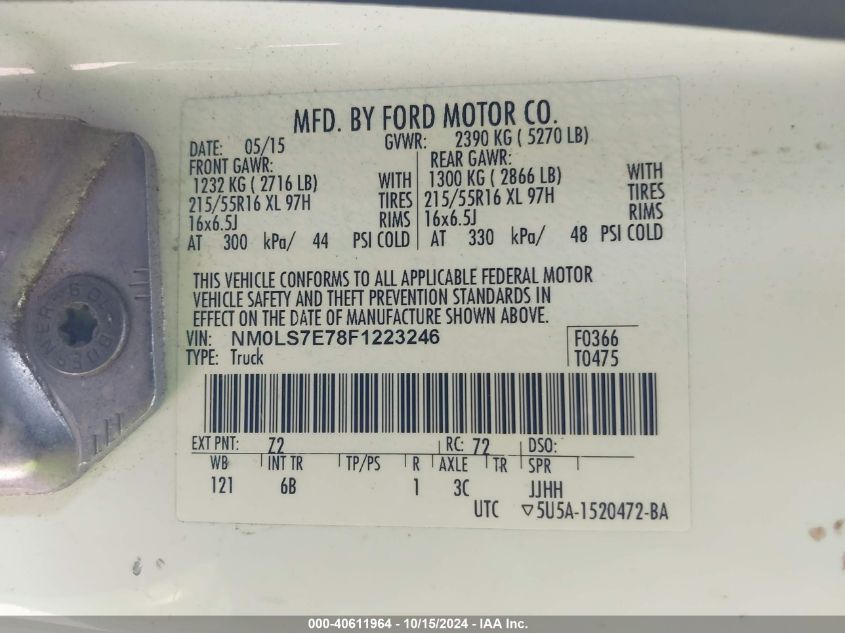 MFD. BY FORD MOTOR CO.
DATE: 05/15 GVWR: 2390 KG ( 5270 LB)
FRONT GAWR: REAR GAWR:
1232 KG ( 2716 LB) WITH 1300 KG ( 2866 LB) WITH
215/55R16 XL 97H TIRES 215/55R16 XL 97H TIRES
16x6.5J RIMS 16x6.5J RIMS
AT 300 kPa/ 44 PSI COLD AT 330 kPa/ 48 PSI COLD
THIS VEHICLE CONFORMS TO ALL APPLICABLE FEDERAL MOTOR
VEHICLE SAFETY AND THEFT PREVENTION STANDARDS IN
EFFECT ON THE DATE OF MANUFACTURE SHOWN ABOVE.
VIN: NM0LS7E78F1223246 F0366
TYPE: Truck T0475
EXT PNT: Z2 RC: 72 DSO:
WB INT TR TP/PS R AXLE TR SPR
121 6B 1 3C JJHH
UTC ▽5U5A-1520472-BA
000-40611964 - 10/15/2024 - IAA Inc.